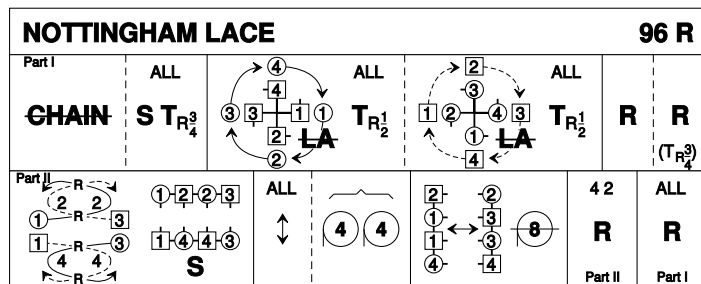 NOTTINGHAM LACE 96 R
Part I
CHAIN
ALL
S T R 3/4
4
4
3 3 1 1
2
LA
2
ALL
T R 1/2
2
3
1 2 4 3
1
LA
4
ALL
T R 1/2
R
R
(T R 3/4)
Part II
R
2 2
1 R 3
1 R 3
4 4
R
1 2 2 3
1 4 4 3
S
ALL
4 4
2 2
1 3
1 3
4 4
8
4 2
R
Part II
ALL
R
Part I